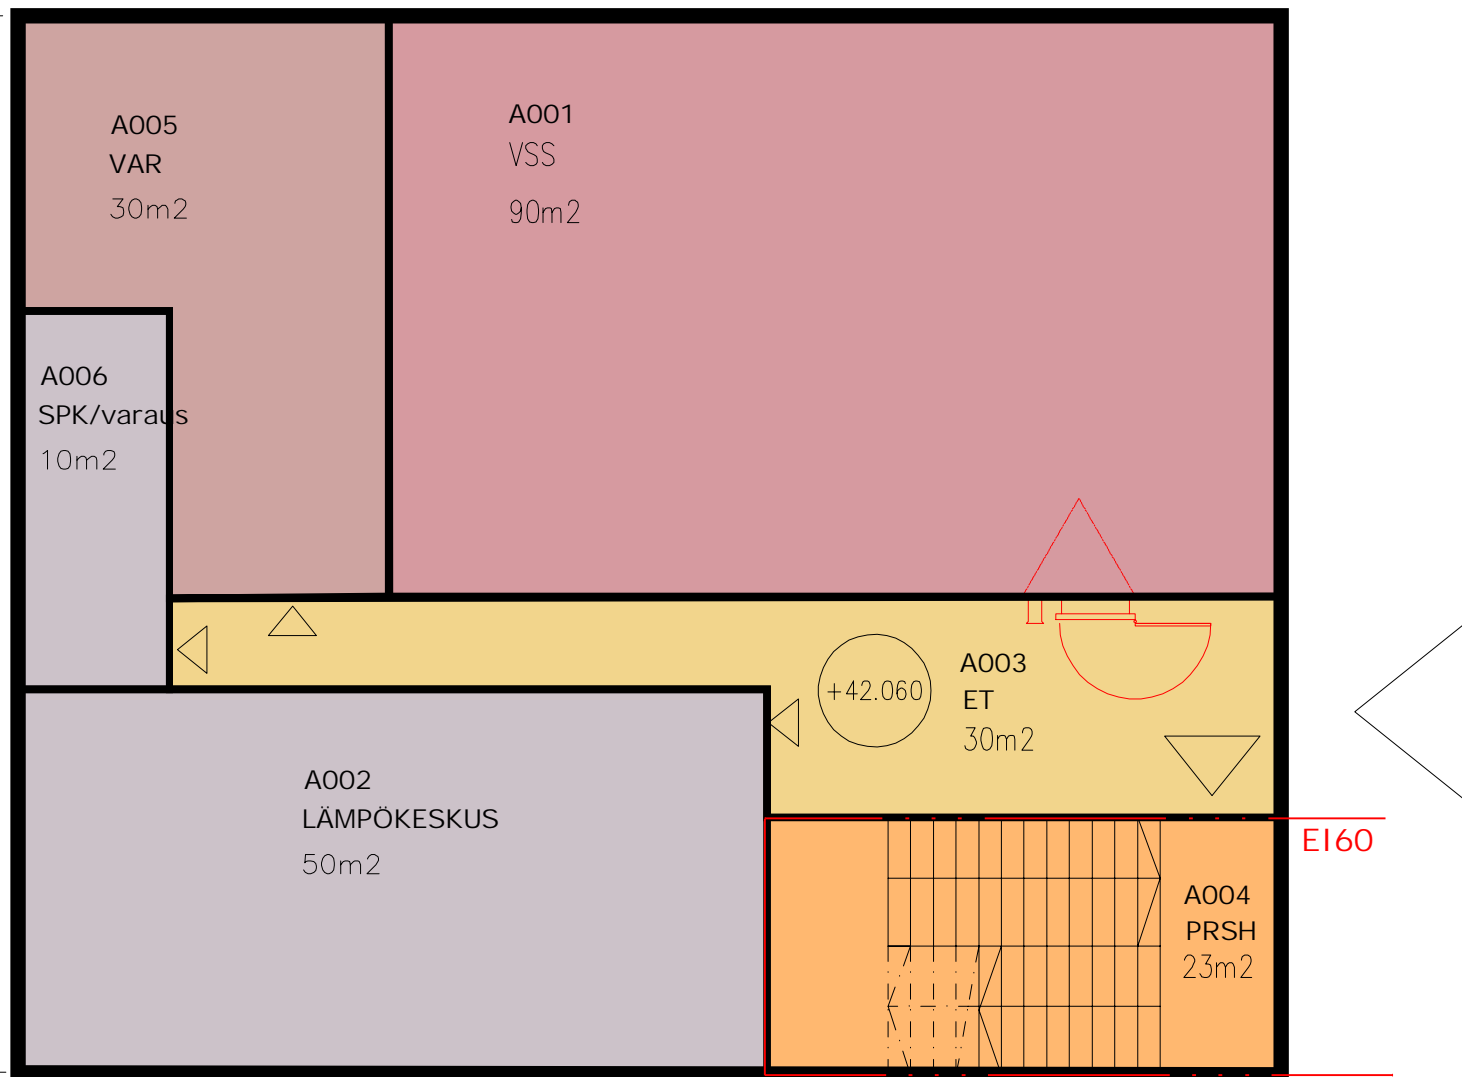 A005
VAR
30m2
A001
VSS
90m2
A006
SPK/varaus
10m2
+42.060
A003
ET
30m2
A002
LÄMPÖKESKUS
50m2
EI60
A004
PRSH
23m2